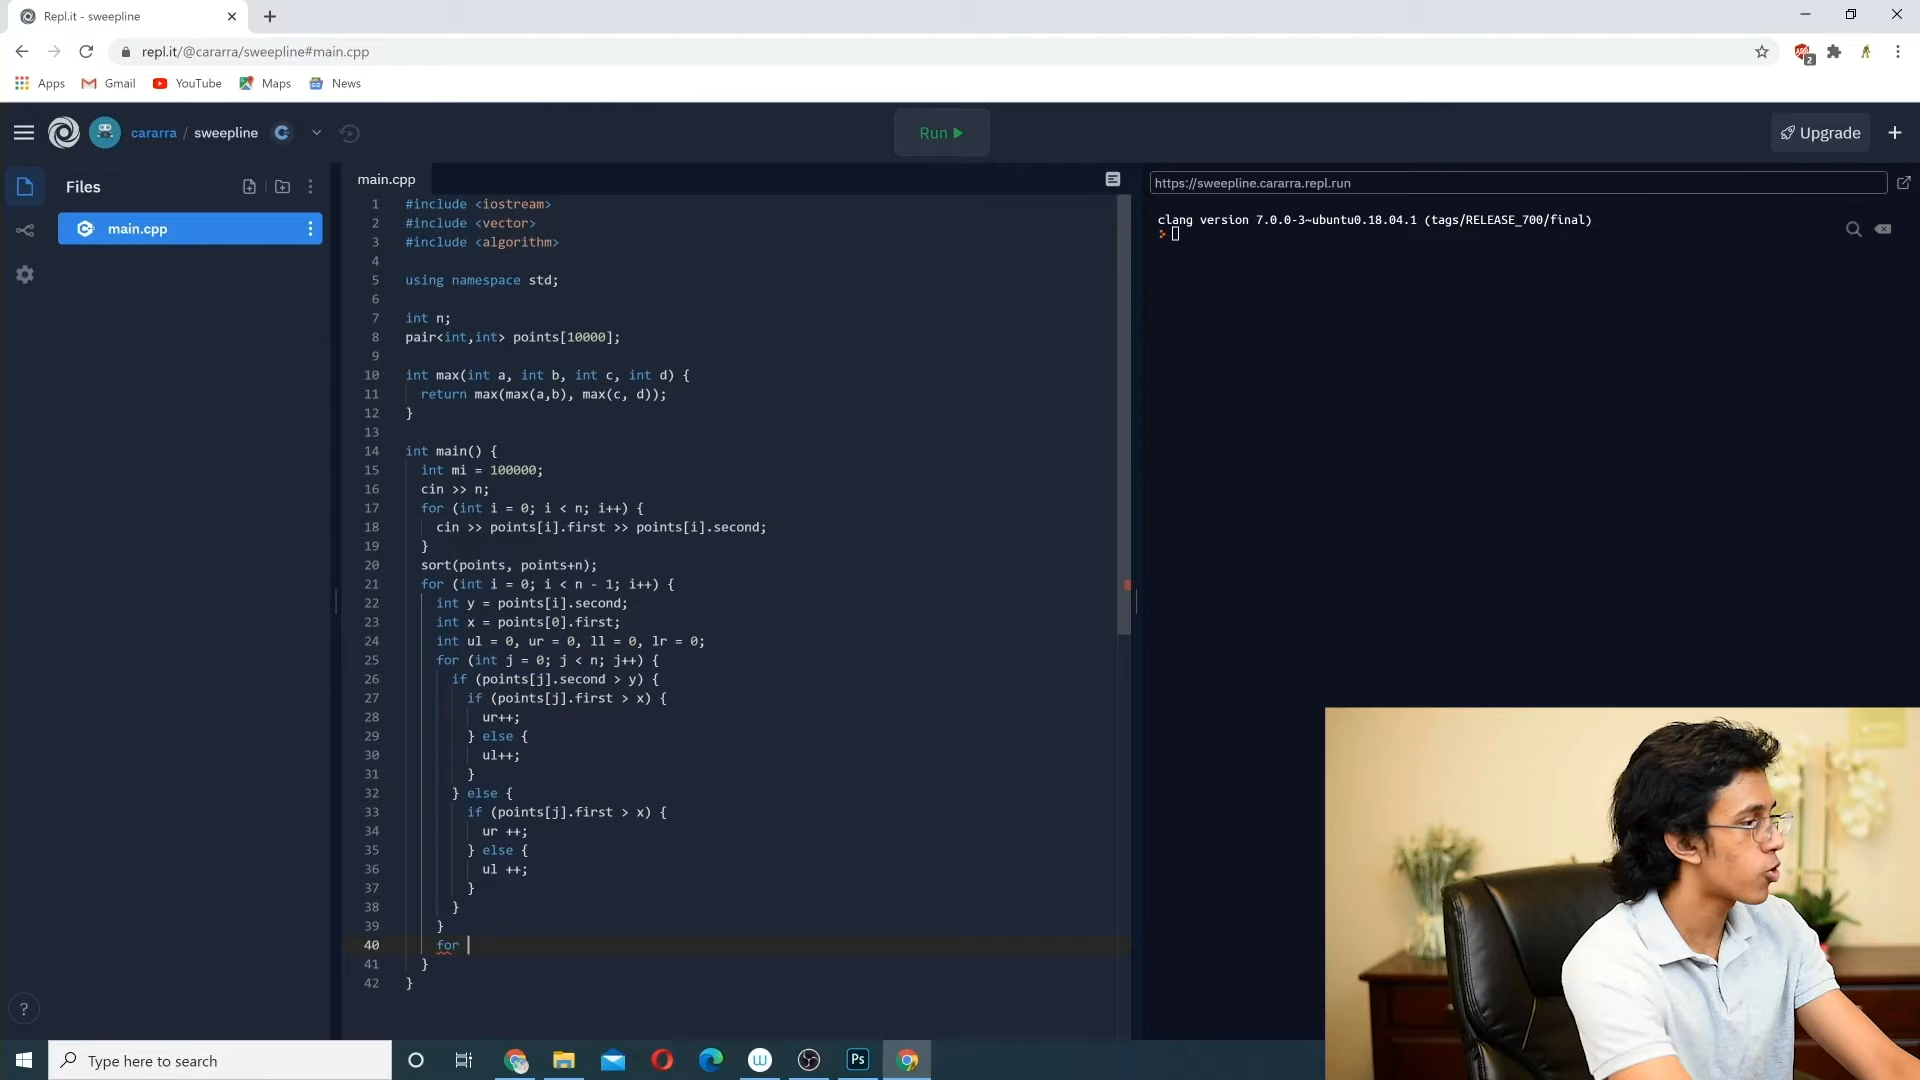 Repl.it - sweepline
repl.it/@cararra/sweepline#main.cpp
2
Apps Gmail YouTube Maps News
cararra / sweepline
Run
Upgrade
Files
main.cpp
main.cpp
https://sweepline.cararra.repl.run
clang version 7.0.0-3~ubuntu0.18.04.1 (tags/RELEASE_700/final)
1 #include <iostream>
2 #include <vector>
3 #include <algorithm>
4
5 using namespace std;
6
7 int n;
8 pair<int,int> points[10000];
9
10 int max(int a, int b, int c, int d) {
11 return max(max(a,b), max(c, d));
12 }
13
14 int main() {
15 int mi = 100000;
16 cin >> n;
17 for (int i = 0; i < n; i++) {
18 cin >> points[i].first >> points[i].second;
19 }
20 sort(points, points+n);
21 for (int i = 0; i < n - 1; i++) {
22 int y = points[i].second;
23 int x = points[0].first;
24 int ul = 0, ur = 0, ll = 0, lr = 0;
25 for (int j = 0; j < n; j++) {
26 if (points[j].second > y) {
27 if (points[j].first > x) {
28 ur++;
29 } else {
30 ul++;
31 }
32 } else {
33 if (points[j].first > x) {
34 ur ++;
35 } else {
36 ul ++;
37 }
38 }
39 }
40 for
41 }
42 }
?
Type here to search
W
Ps